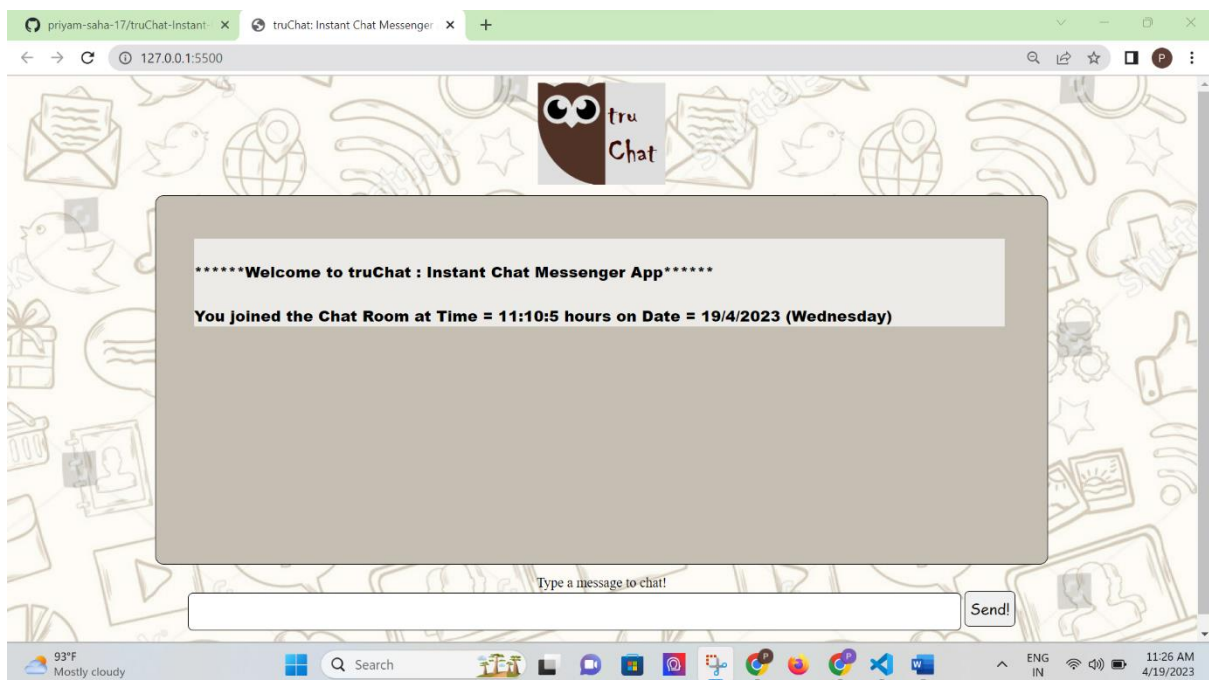 priyam-saha-17/truChat-Instant-
truChat: Instant Chat Messenger
127.0.0.1:5500
P
tru
Chat
******Welcome to truChat : Instant Chat Messenger App******
You joined the Chat Room at Time = 11:10:5 hours on Date = 19/4/2023 (Wednesday)
Type a message to chat!
Send!
93°F
Mostly cloudy
Search
ENG
IN
11:26 AM
4/19/2023